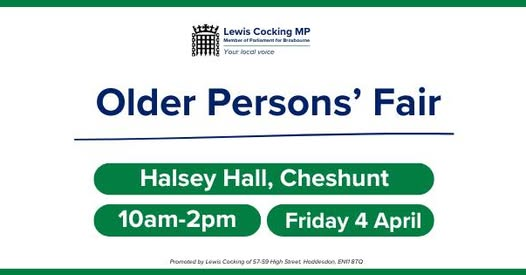 Lewis Cocking MP
Member of Parliament for Broxbourne
Your local voice
Older Persons’ Fair
Halsey Hall, Cheshunt
10am-2pm
Friday 4 April
Promoted by Lewis Cocking of 57-59 High Street, Hoddesdon, EN11 8TQ